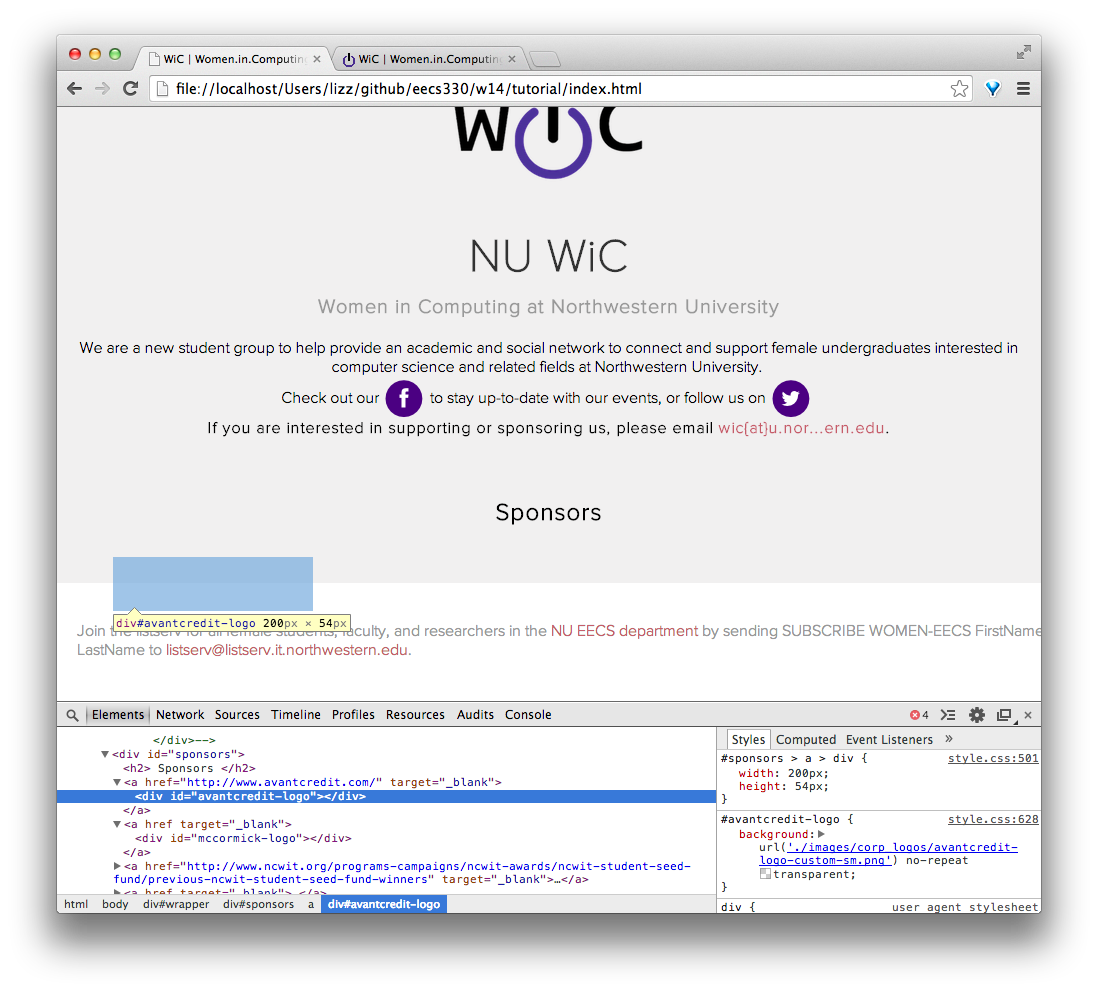 WiC | Women.in.Computing
WiC | Women.in.Computing
file://localhost/Users/lizz/github/eecs330/w14/tutorial/index.html
WiC
NU WiC
Women in Computing at Northwestern University
We are a new student group to help provide an academic and social network to connect and support female undergraduates interested in
computer science and related fields at Northwestern University.
Check out our f to stay up-to-date with our events, or follow us on
If you are interested in supporting or sponsoring us, please email wic{at}u.nor...ern.edu.
Sponsors
div#avantcredit-logo 200px × 54px
Join the listserv for all female students, faculty, and researchers in the NU EECS department by sending SUBSCRIBE WOMEN-EECS FirstName
LastName to listserv@listserv.it.northwestern.edu.
Elements Network Sources Timeline Profiles Resources Audits Console 4
</div>-->
▼<div id="sponsors">
<h2> Sponsors </h2>
▼<a href="http://www.avantcredit.com/" target="_blank">
<div id="avantcredit-logo"></div>
</a>
▼<a href target="_blank">
<div id="mccormick-logo"></div>
</a>
▶<a href="http://www.ncwit.org/programs-campaigns/ncwit-awards/ncwit-student-seed-
fund/previous-ncwit-student-seed-fund-winners" target="_blank">…</a>
▶<a href target="_blank"> </a>
html body div#wrapper div#sponsors a div#avantcredit-logo
Styles Computed Event Listeners »
#sponsors > a > div { style.css:501
width: 200px;
height: 54px;
}
#avantcredit-logo { style.css:628
background:▶
url('./images/corp_logos/avantcredit-
logo-custom-sm.png') no-repeat
transparent;
}
div { user agent stylesheet